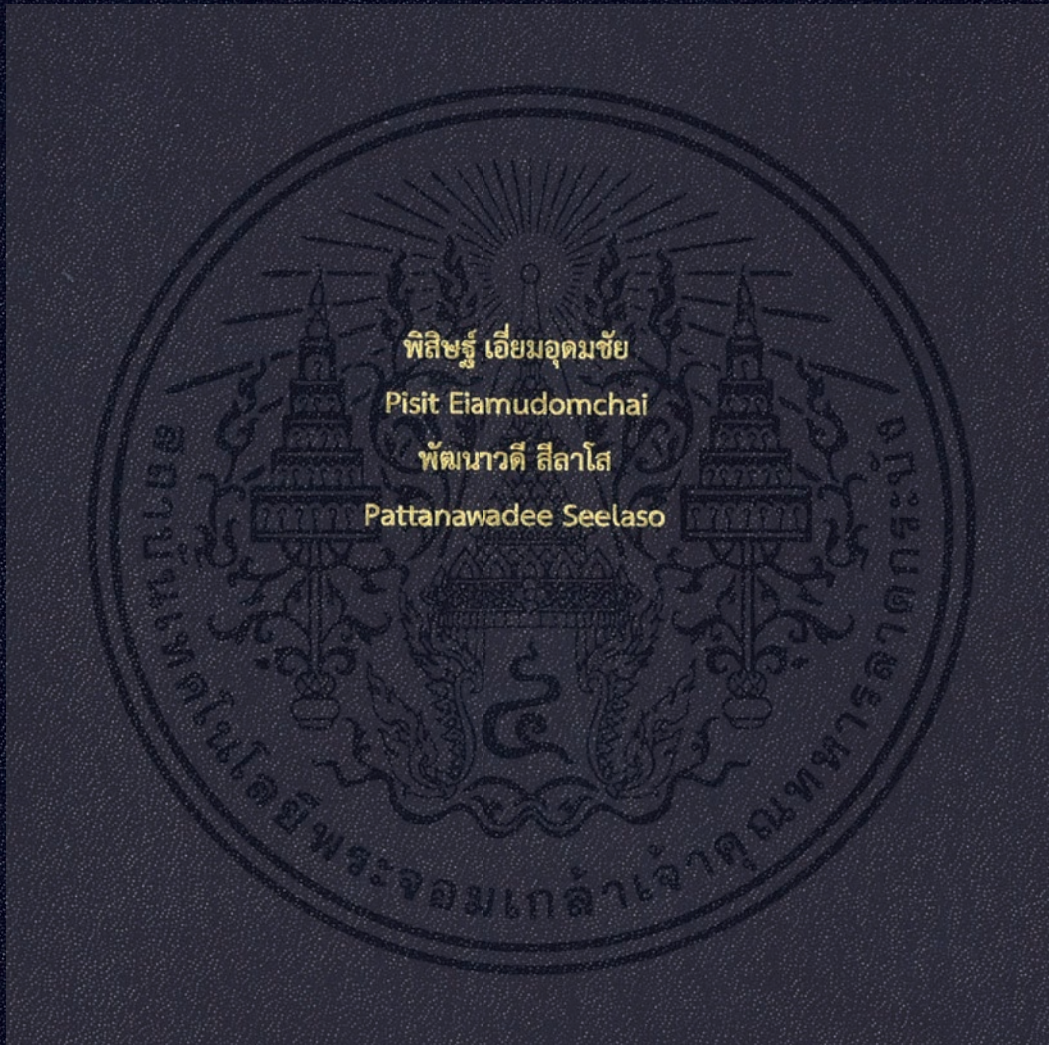 พิสิษฐ์ เอี่ยมอุดมชัย
Pisit Eiamudomchai
พัฒนาวดี สีลาโส
Pattanawadee Seelaso
สถาบันเทคโนโลยีพระจอมเกล้าเจ้าคุณทหารลาดกระบัง
๔